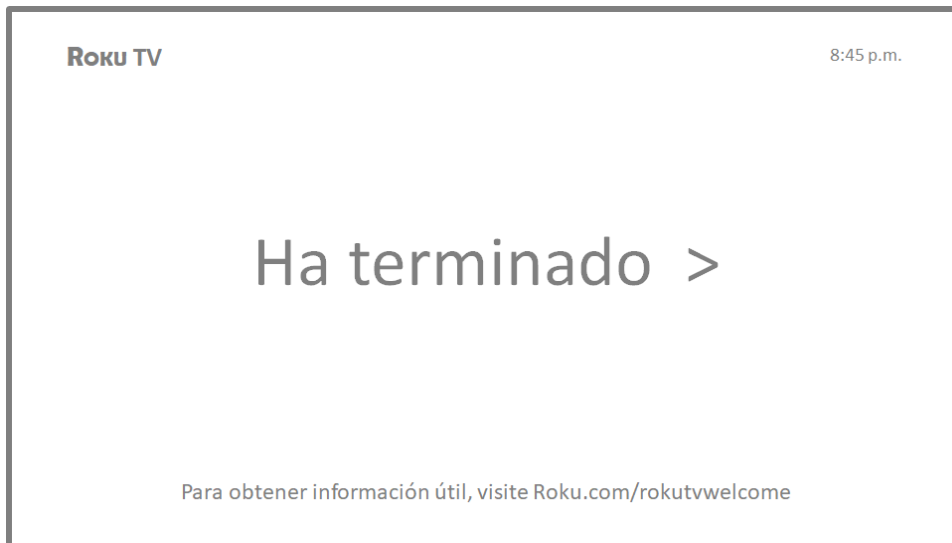 Roku TV
8:45 p.m.
Ha terminado >
Para obtener información útil, visite Roku.com/rokutvwelcome